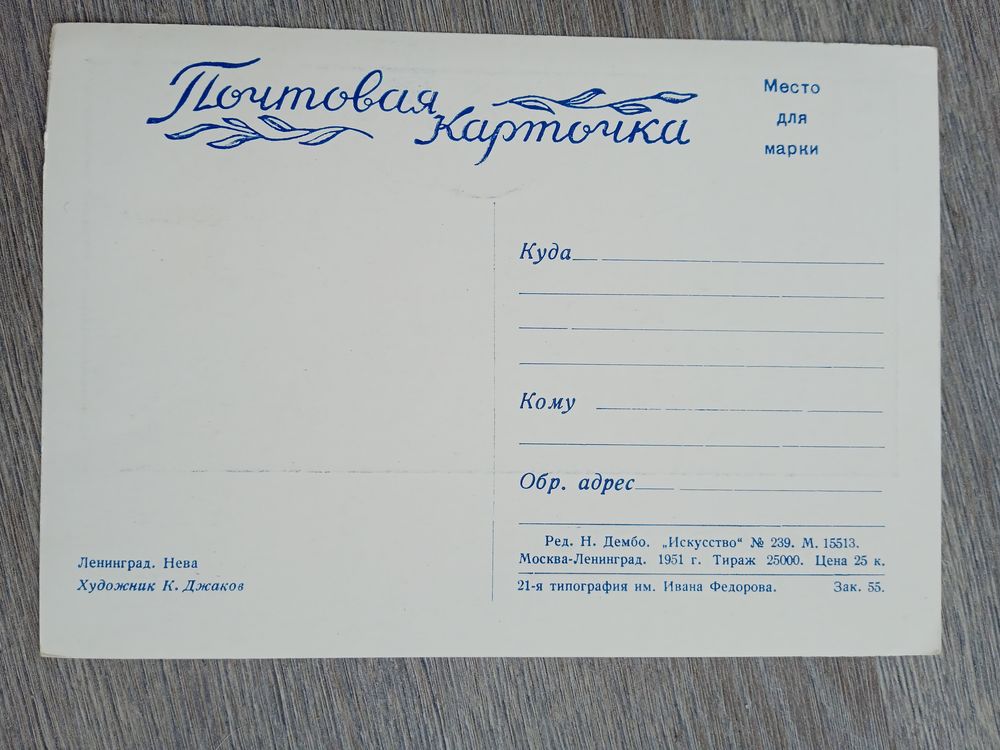 Почтовая
Карточка
Место
для
марки
Куда
Кому
Обр. адрес
Ред. Н. Дембо. „Искусство“ № 239. М. 15513.
Москва-Ленинград. 1951 г. Тираж 25000. Цена 25 к.
21-я типография им. Ивана Федорова. Зак. 55.
Ленинград. Нева
Художник К. Джаков